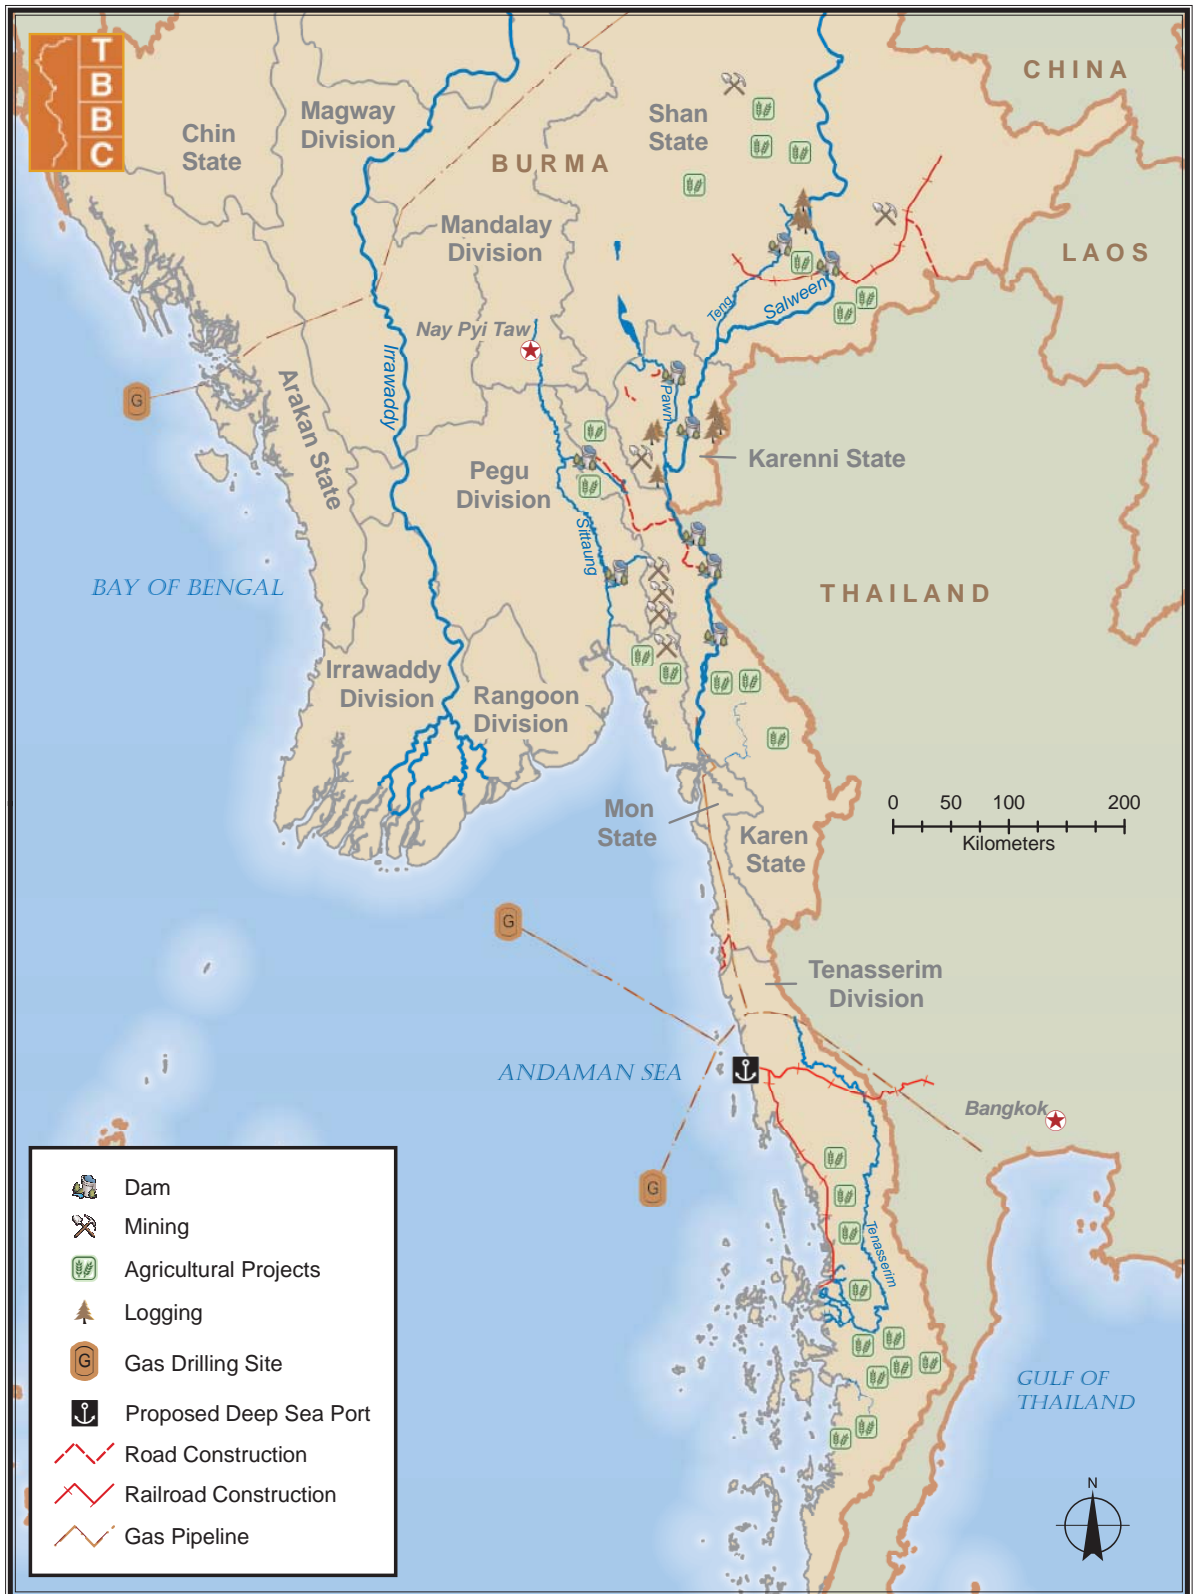 T
B
B
C
CHINA
Magway
Division
Shan
State
Chin
State
BURMA
Mandalay
Division
LAOS
Teng
Salween
Nay Pyi Taw
Irrawaddy
Arakan State
Pawn
G
Karenni State
Pegu
Division
Sittaung
BAY OF BENGAL
THAILAND
Irrawaddy
Division
Rangoon
Division
0 50 100 200
Kilometers
Mon
State
Karen
State
G
Tenasserim
Division
ANDAMAN SEA
Bangkok
G
Tenasserim
GULF OF
THAILAND
Dam
Mining
Agricultural Projects
Logging
G
Gas Drilling Site
Proposed Deep Sea Port
Road Construction
Railroad Construction
Gas Pipeline
N